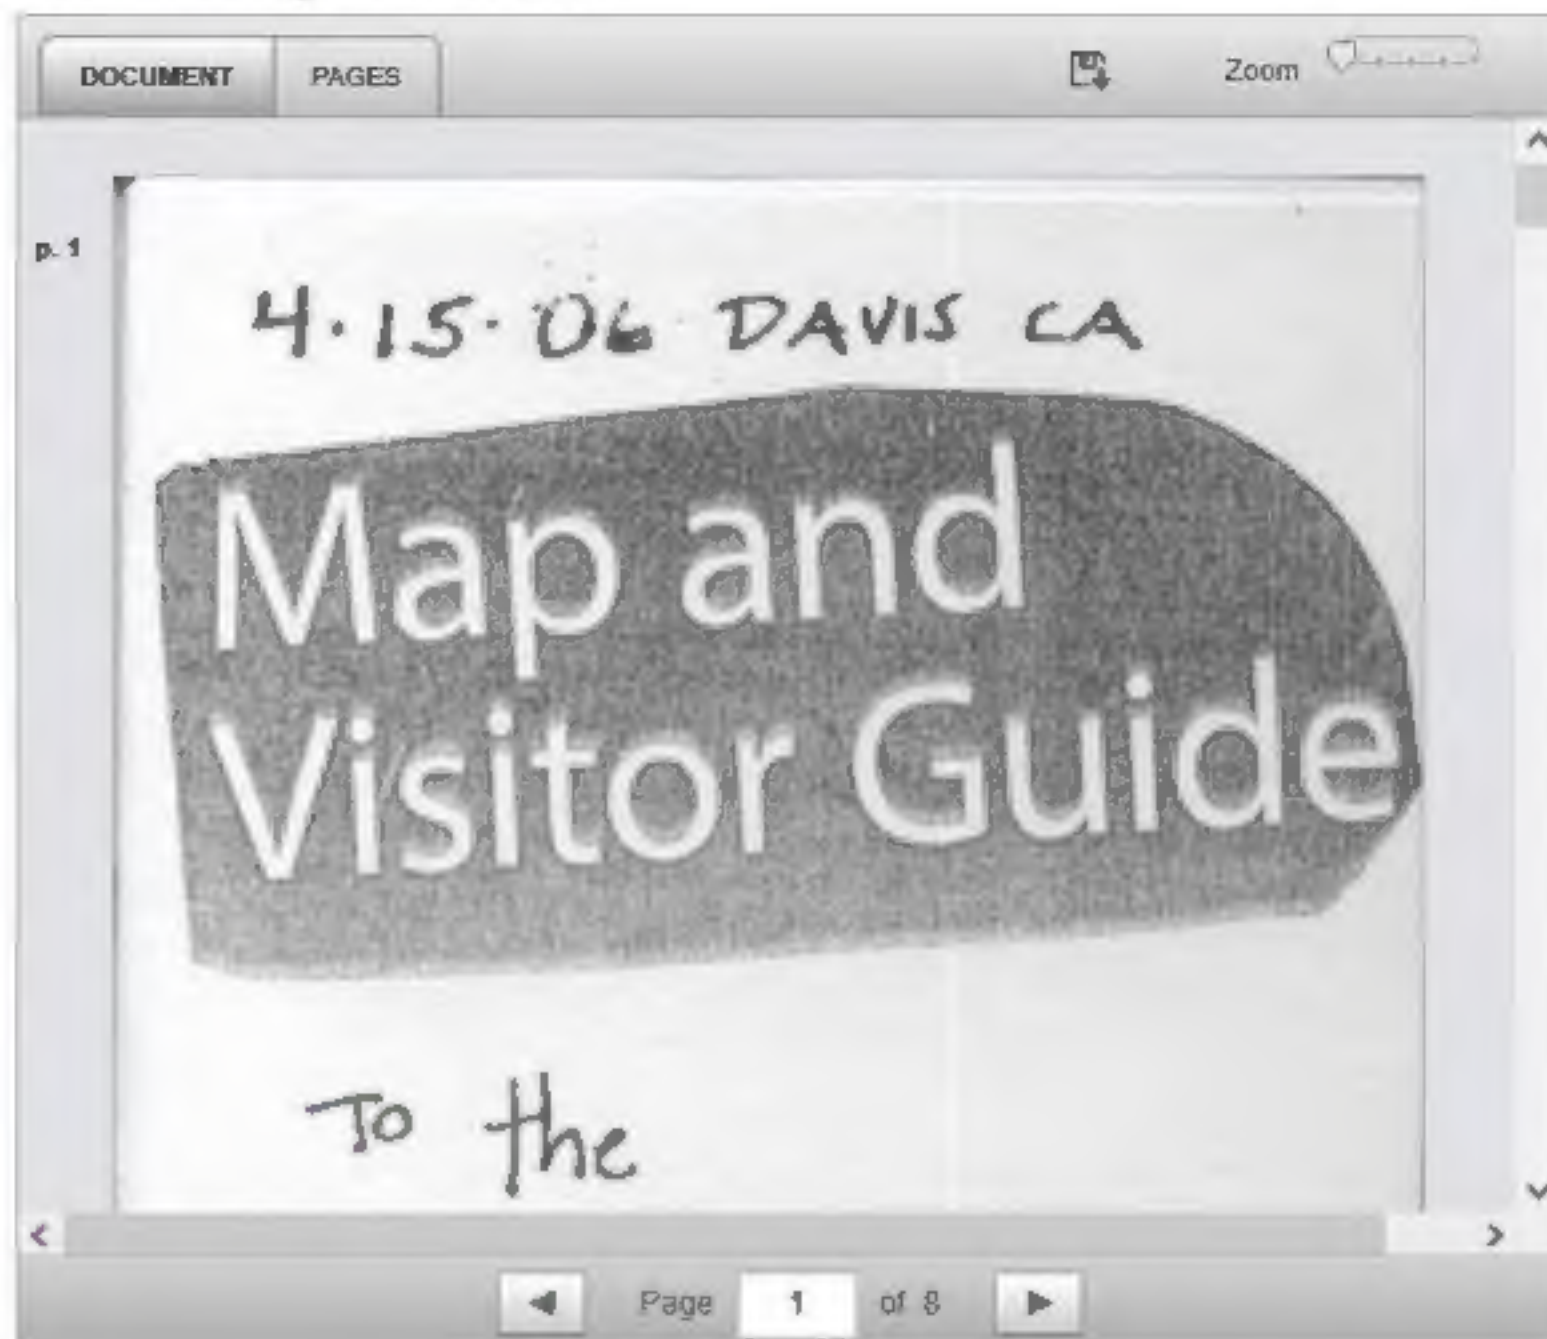 DOCUMENT PAGES Zoom
p. 1
4.15.06 DAVIS CA
Map and
Visitor Guide
To the
Page 1 of 8